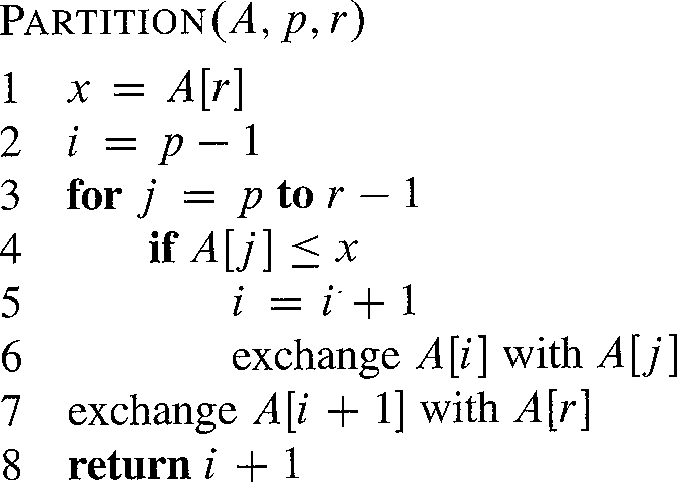 PARTITION(A, p, r)
1 x = A[r]
2 i = p − 1
3 for j = p to r − 1
4 if A[j] ≤ x
5 i = i + 1
6 exchange A[i] with A[j]
7 exchange A[i + 1] with A[r]
8 return i + 1